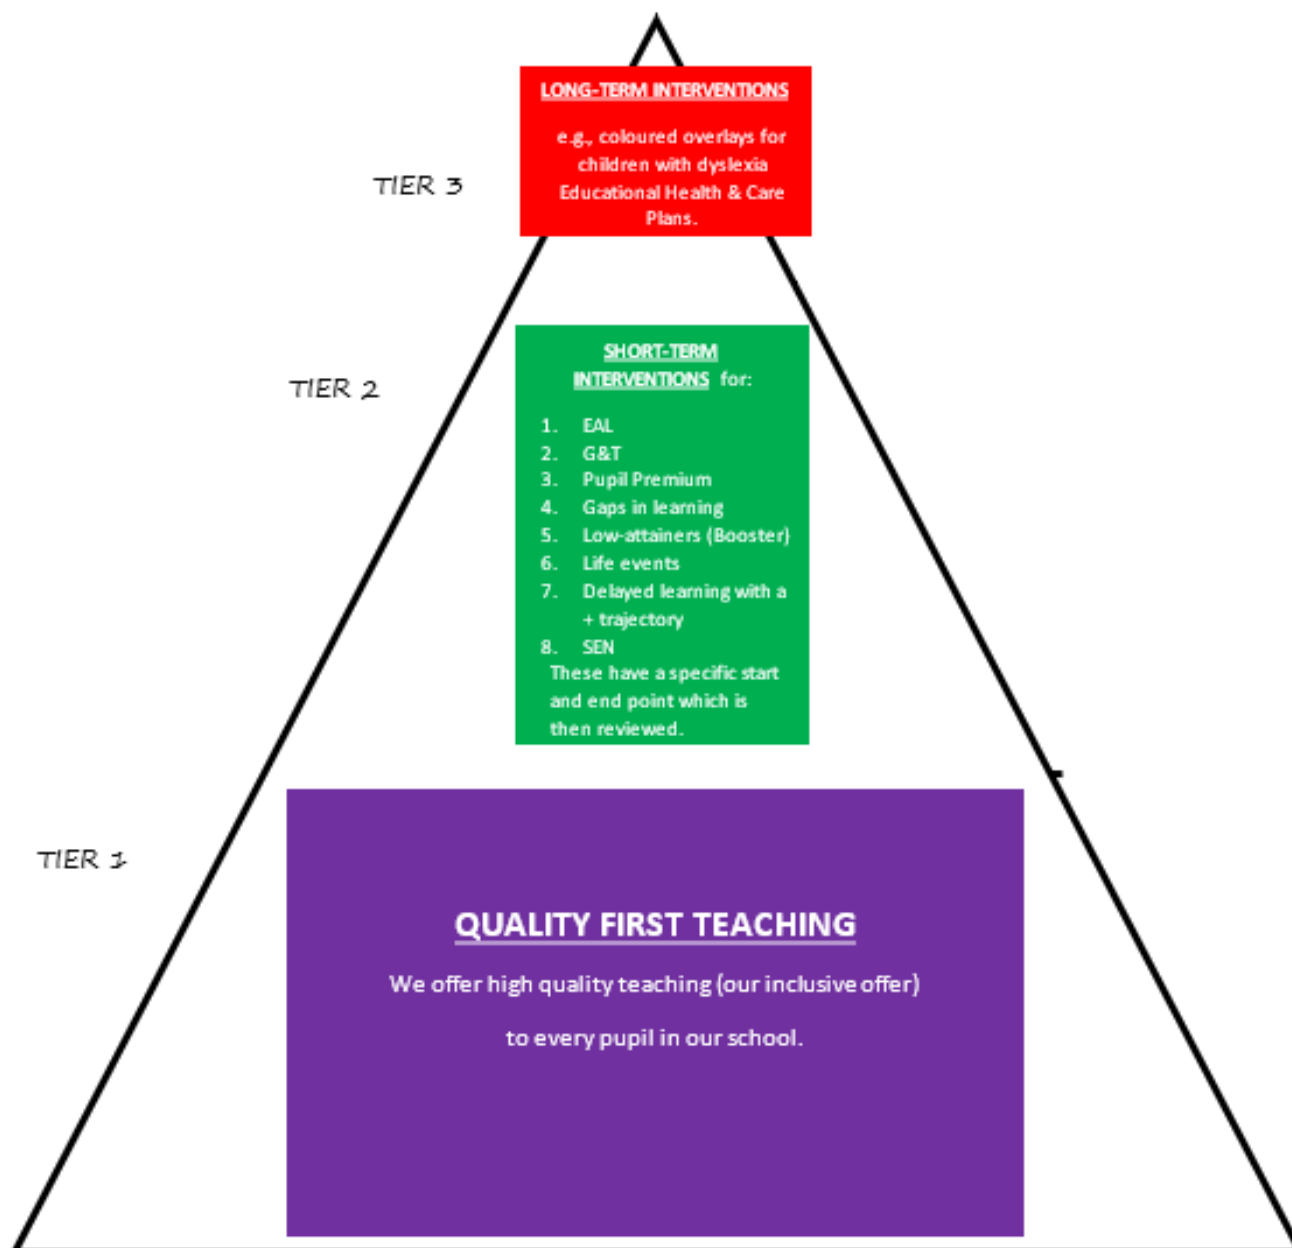 LONG-TERM INTERVENTIONS
e.g., coloured overlays for
children with dyslexia
Educational Health & Care
Plans.
TIER 3
SHORT-TERM
INTERVENTIONS for:
TIER 2
1. EAL
2. G&T
3. Pupil Premium
4. Gaps in learning
5. Low-attainers (Booster)
6. Life events
7. Delayed learning with a
+ trajectory
8. SEN
These have a specific start
and end point which is
then reviewed.
TIER 1
QUALITY FIRST TEACHING
We offer high quality teaching (our inclusive offer)
to every pupil in our school.